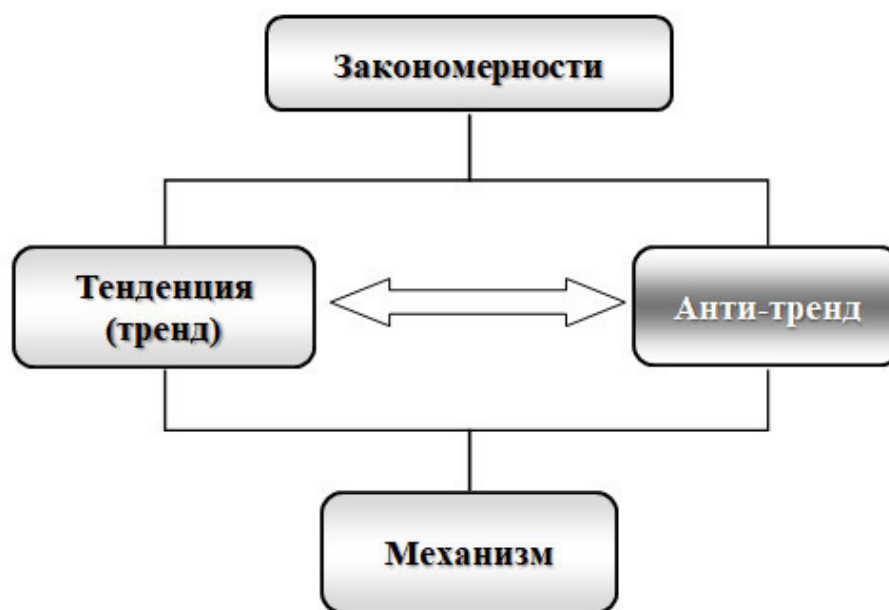 Закономерности
Тенденция
(тренд)
Анти-тренд
Механизм